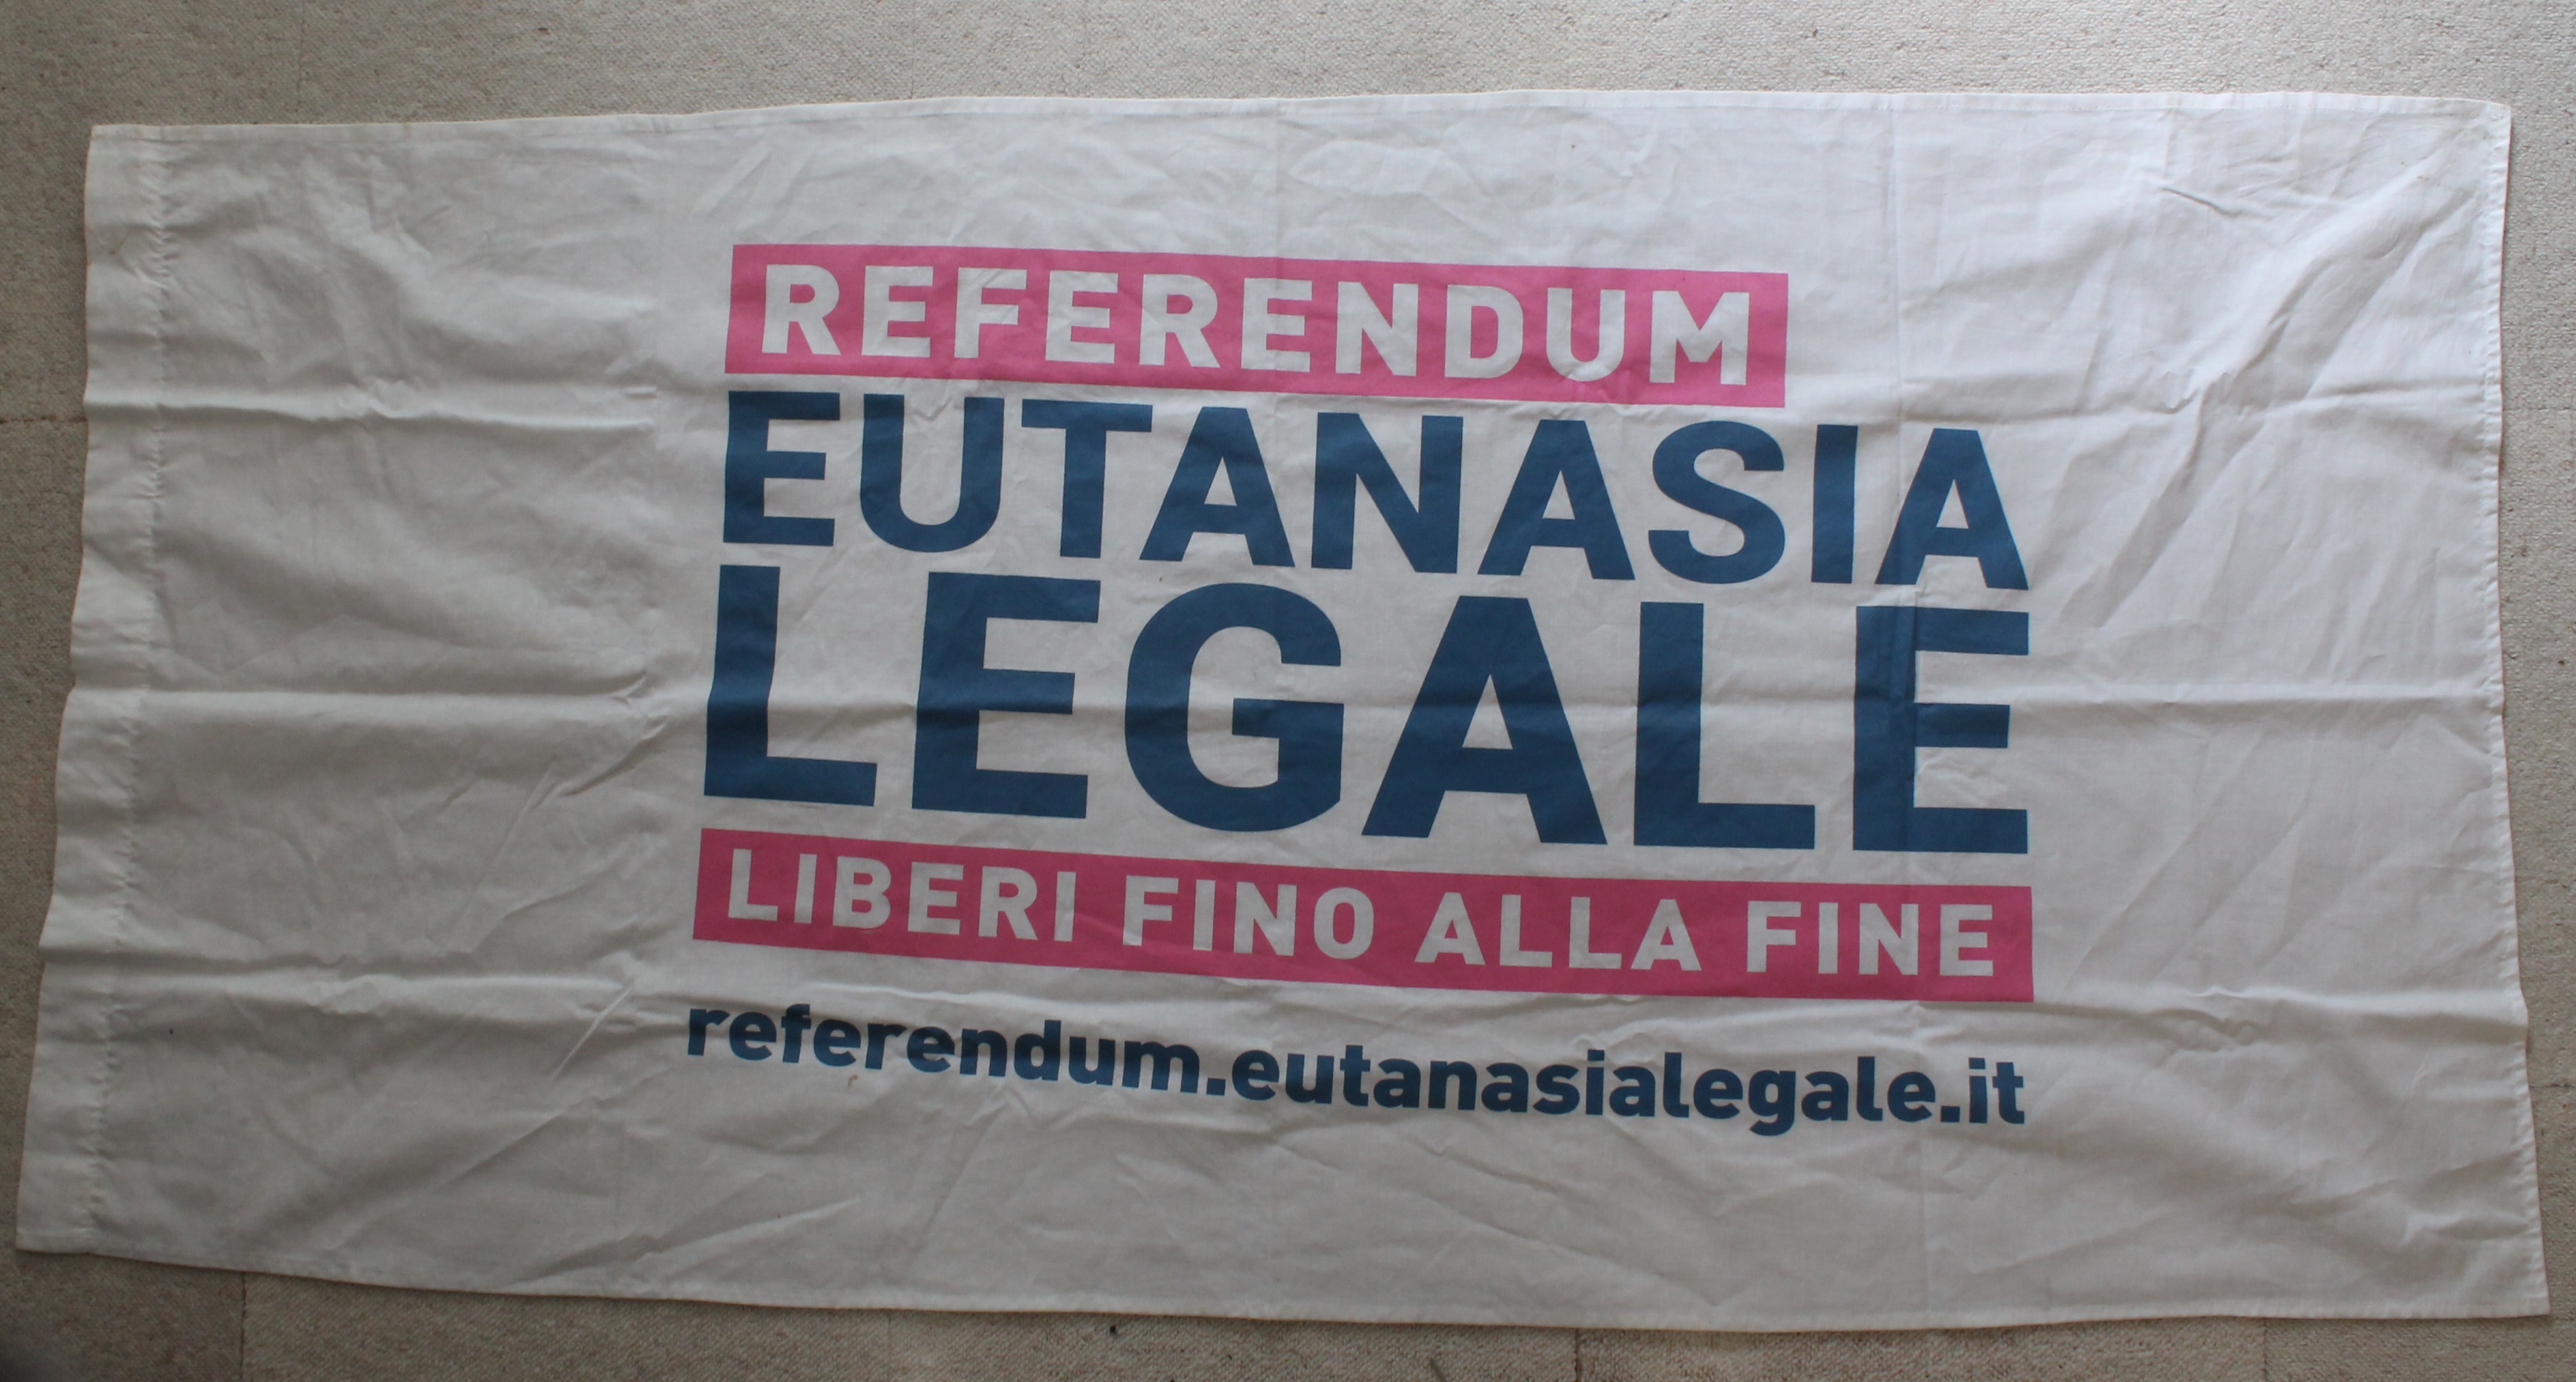 REFERENDUM
EUTANASIA
LEGALE
LIBERI FINO ALLA FINE
referendum.eutanasialegale.it